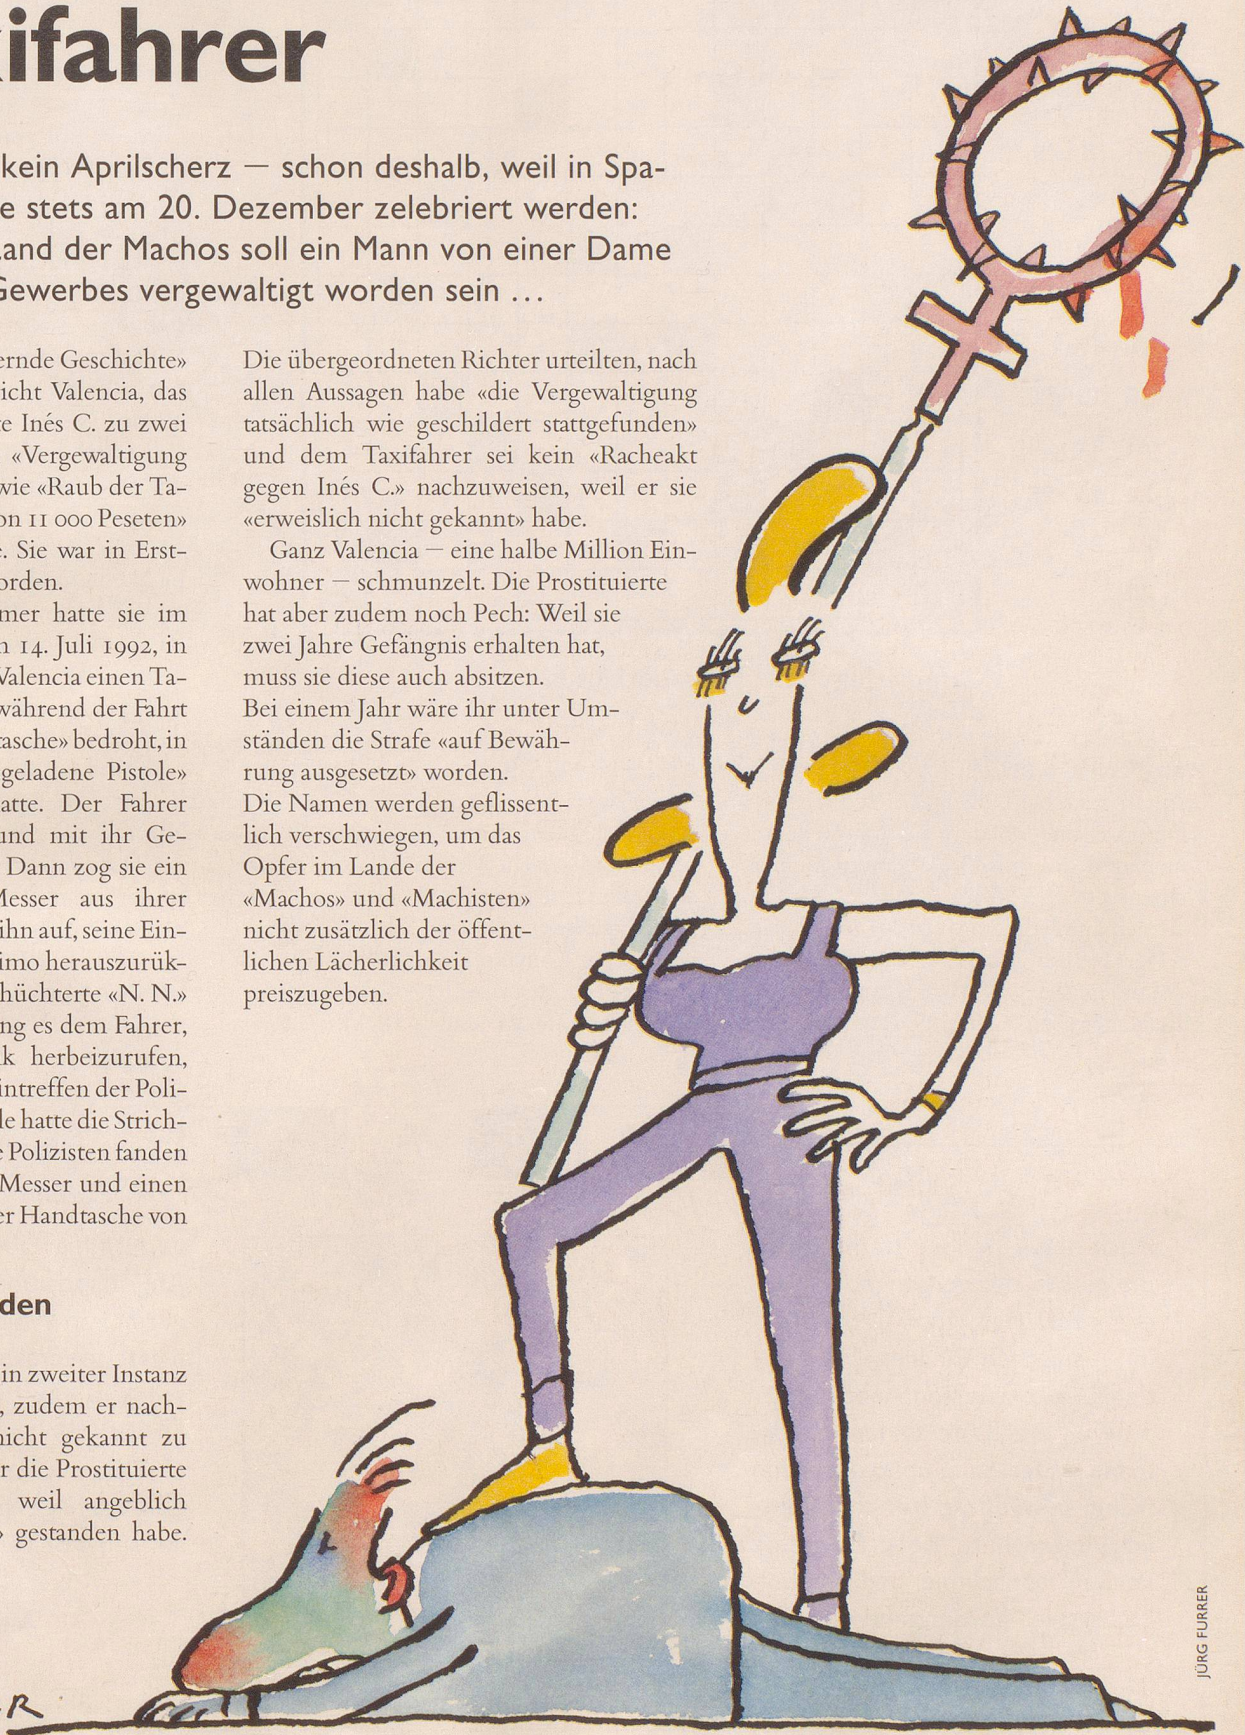 ifahrer
kein Aprilscherz — schon deshalb, weil in Spa-
e stets am 20. Dezember zelebriert werden:
Land der Machos soll ein Mann von einer Dame
Gewerbes vergewaltigt worden sein ...
ernde Geschichte»
icht Valencia, das
te Inés C. zu zwei
«Vergewaltigung
wie «Raub der Ta-
on 11 000 Peseten»
e. Sie war in Erst-
orden.
mer hatte sie im
n 14. Juli 1992, in
Valencia einen Ta-
während der Fahrt
tasche» bedroht, in
geladene Pistole»
atte. Der Fahrer
und mit ihr Ge-
Dann zog sie ein
Messer aus ihrer
ihn auf, seine Ein-
imo herauszurük-
hüchterte «N. N.»
ng es dem Fahrer,
k herbeizurufen,
intreffen der Poli-
le hatte die Strich-
e Polizisten fanden
Messer und einen
er Handtasche von
den
in zweiter Instanz
, zudem er nach-
nicht gekannt zu
r die Prostituierte
weil angeblich
» gestanden habe.
Die übergeordneten Richter urteilten, nach
allen Aussagen habe «die Vergewaltigung
tatsächlich wie geschildert stattgefunden»
und dem Taxifahrer sei kein «Racheakt
gegen Inés C.» nachzuweisen, weil er sie
«erweislich nicht gekannt» habe.
Ganz Valencia — eine halbe Million Ein-
wohner — schmunzelt. Die Prostituierte
hat aber zudem noch Pech: Weil sie
zwei Jahre Gefängnis erhalten hat,
muss sie diese auch absitzen.
Bei einem Jahr wäre ihr unter Um-
ständen die Strafe «auf Bewäh-
rung ausgesetzt» worden.
Die Namen werden geflissent-
lich verschwiegen, um das
Opfer im Lande der
«Machos» und «Machisten»
nicht zusätzlich der öffent-
lichen Lächerlichkeit
preiszugeben.
JÜRG FURRER